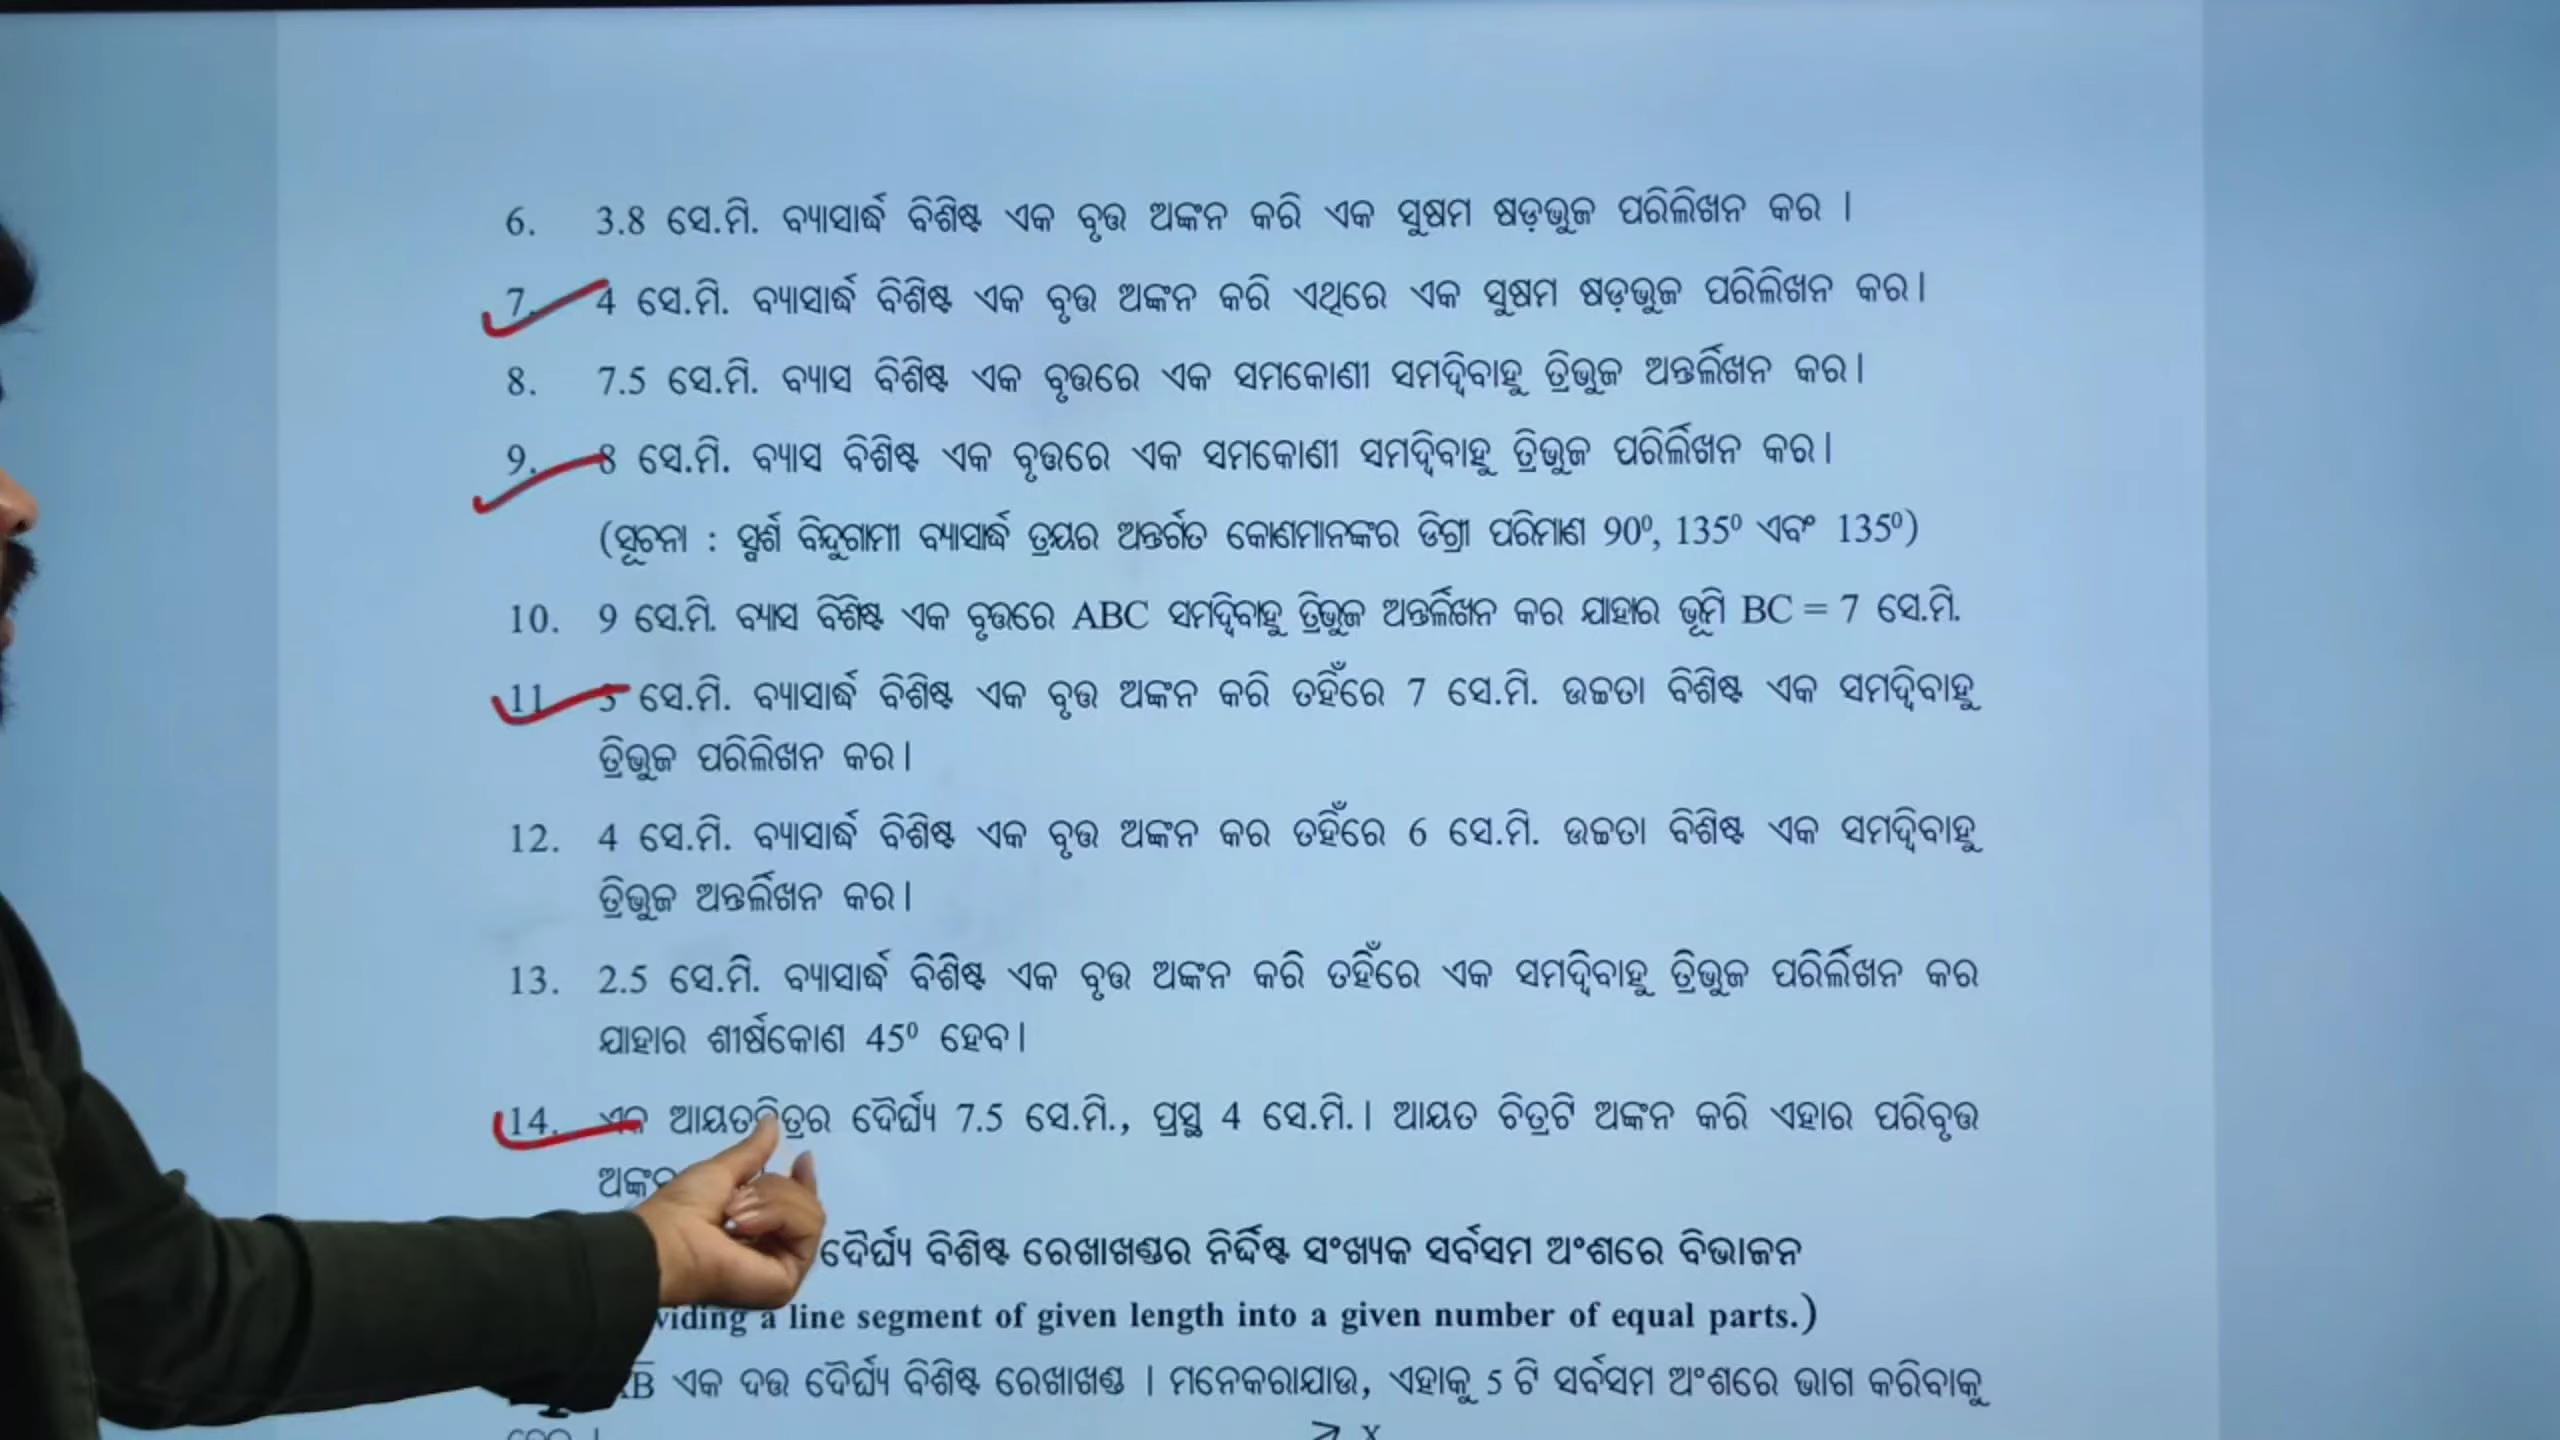 6. 3.8 ସେ.ମି. ବ୍ୟାସାର୍ଦ୍ଧ ବିଶିଷ୍ଟ ଏକ ବୃତ୍ତ ଅଙ୍କନ କରି ଏକ ସୁଷମ ଷଡ଼ଭୁଜ ପରିଲିଖନ କର ।
7. 4 ସେ.ମି. ବ୍ୟାସାର୍ଦ୍ଧ ବିଶିଷ୍ଟ ଏକ ବୃତ୍ତ ଅଙ୍କନ କରି ଏଥିରେ ଏକ ସୁଷମ ଷଡ଼ଭୁଜ ପରିଲିଖନ କର।
8. 7.5 ସେ.ମି. ବ୍ୟାସ ବିଶିଷ୍ଟ ଏକ ବୃତ୍ତରେ ଏକ ସମକୋଣୀ ସମଦ୍ୱିବାହୁ ତ୍ରିଭୁଜ ଅନ୍ତର୍ଲିଖନ କର।
9. 8 ସେ.ମି. ବ୍ୟାସ ବିଶିଷ୍ଟ ଏକ ବୃତ୍ତରେ ଏକ ସମକୋଣୀ ସମଦ୍ୱିବାହୁ ତ୍ରିଭୁଜ ପରିର୍ଲିଖନ କର।
(ସୂଚନା : ସ୍ପର୍ଶ ବିନ୍ଦୁଗାମୀ ବ୍ୟାସାର୍ଦ୍ଧ ତ୍ରୟର ଅନ୍ତର୍ଗତ କୋଣମାନଙ୍କର ଡିଗ୍ରୀ ପରିମାଣ 90⁰, 135⁰ ଏବଂ 135⁰)
10. 9 ସେ.ମି. ବ୍ୟାସ ବିଶିଷ୍ଟ ଏକ ବୃତ୍ତରେ ABC ସମଦ୍ୱିବାହୁ ତ୍ରିଭୁଜ ଅନ୍ତର୍ଲିଖନ କର ଯାହାର ଭୂମି BC = 7 ସେ.ମି.
11. 3 ସେ.ମି. ବ୍ୟାସାର୍ଦ୍ଧ ବିଶିଷ୍ଟ ଏକ ବୃତ୍ତ ଅଙ୍କନ କରି ତହିଁରେ 7 ସେ.ମି. ଉଚ୍ଚତା ବିଶିଷ୍ଟ ଏକ ସମଦ୍ୱିବାହୁ
ତ୍ରିଭୁଜ ପରିଲିଖନ କର।
12. 4 ସେ.ମି. ବ୍ୟାସାର୍ଦ୍ଧ ବିଶିଷ୍ଟ ଏକ ବୃତ୍ତ ଅଙ୍କନ କର ତହିଁରେ 6 ସେ.ମି. ଉଚ୍ଚତା ବିଶିଷ୍ଟ ଏକ ସମଦ୍ୱିବାହୁ
ତ୍ରିଭୁଜ ଅନ୍ତର୍ଲିଖନ କର।
13. 2.5 ସେ.ମି. ବ୍ୟାସାର୍ଦ୍ଧ ବିଶିଷ୍ଟ ଏକ ବୃତ୍ତ ଅଙ୍କନ କରି ତହିଁରେ ଏକ ସମଦ୍ୱିବାହୁ ତ୍ରିଭୁଜ ପରିର୍ଲିଖନ କର
ଯାହାର ଶୀର୍ଷକୋଣ 45⁰ ହେବ।
14. ଏକ ଆୟତଚିତ୍ରର ଦୈର୍ଘ୍ୟ 7.5 ସେ.ମି., ପ୍ରସ୍ଥ 4 ସେ.ମି.। ଆୟତ ଚିତ୍ରଟି ଅଙ୍କନ କରି ଏହାର ପରିବୃତ୍ତ
ଅଙ୍କନ
ଦୈର୍ଘ୍ୟ ବିଶିଷ୍ଟ ରେଖାଖଣ୍ଡର ନିର୍ଦ୍ଦିଷ୍ଟ ସଂଖ୍ୟକ ସର୍ବସମ ଅଂଶରେ ବିଭାଜନ
viding a line segment of given length into a given number of equal parts.)
ଏକ ଦତ୍ତ ଦୈର୍ଘ୍ୟ ବିଶିଷ୍ଟ ରେଖାଖଣ୍ଡ । ମନେକରାଯାଉ, ଏହାକୁ 5 ଟି ସର୍ବସମ ଅଂଶରେ ଭାଗ କରିବାକୁ
X